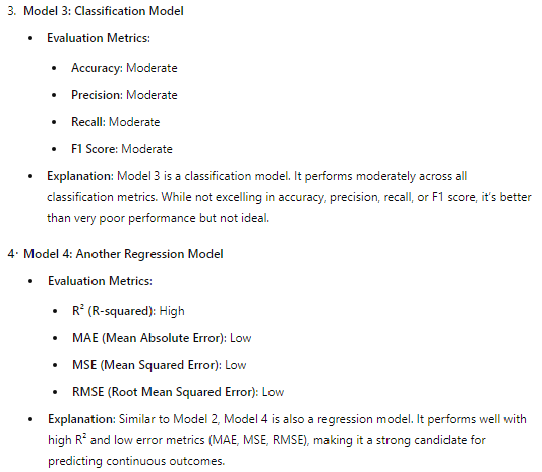 3. Model 3: Classification Model
• Evaluation Metrics:
• Accuracy: Moderate
• Precision: Moderate
• Recall: Moderate
• F1 Score: Moderate
• Explanation: Model 3 is a classification model. It performs moderately across all
classification metrics. While not excelling in accuracy, precision, recall, or F1 score, it's better
than very poor performance but not ideal.
4· Model 4: Another Regression Model
• Evaluation Metrics:
• R² (R-squared): High
• MAE (Mean Absolute Error): Low
• MSE (Mean Squared Error): Low
• RMSE (Root Mean Squared Error): Low
• Explanation: Similar to Model 2, Model 4 is also a regression model. It performs well with
high R² and low error metrics (MAE, MSE, RMSE), making it a strong candidate for
predicting continuous outcomes.